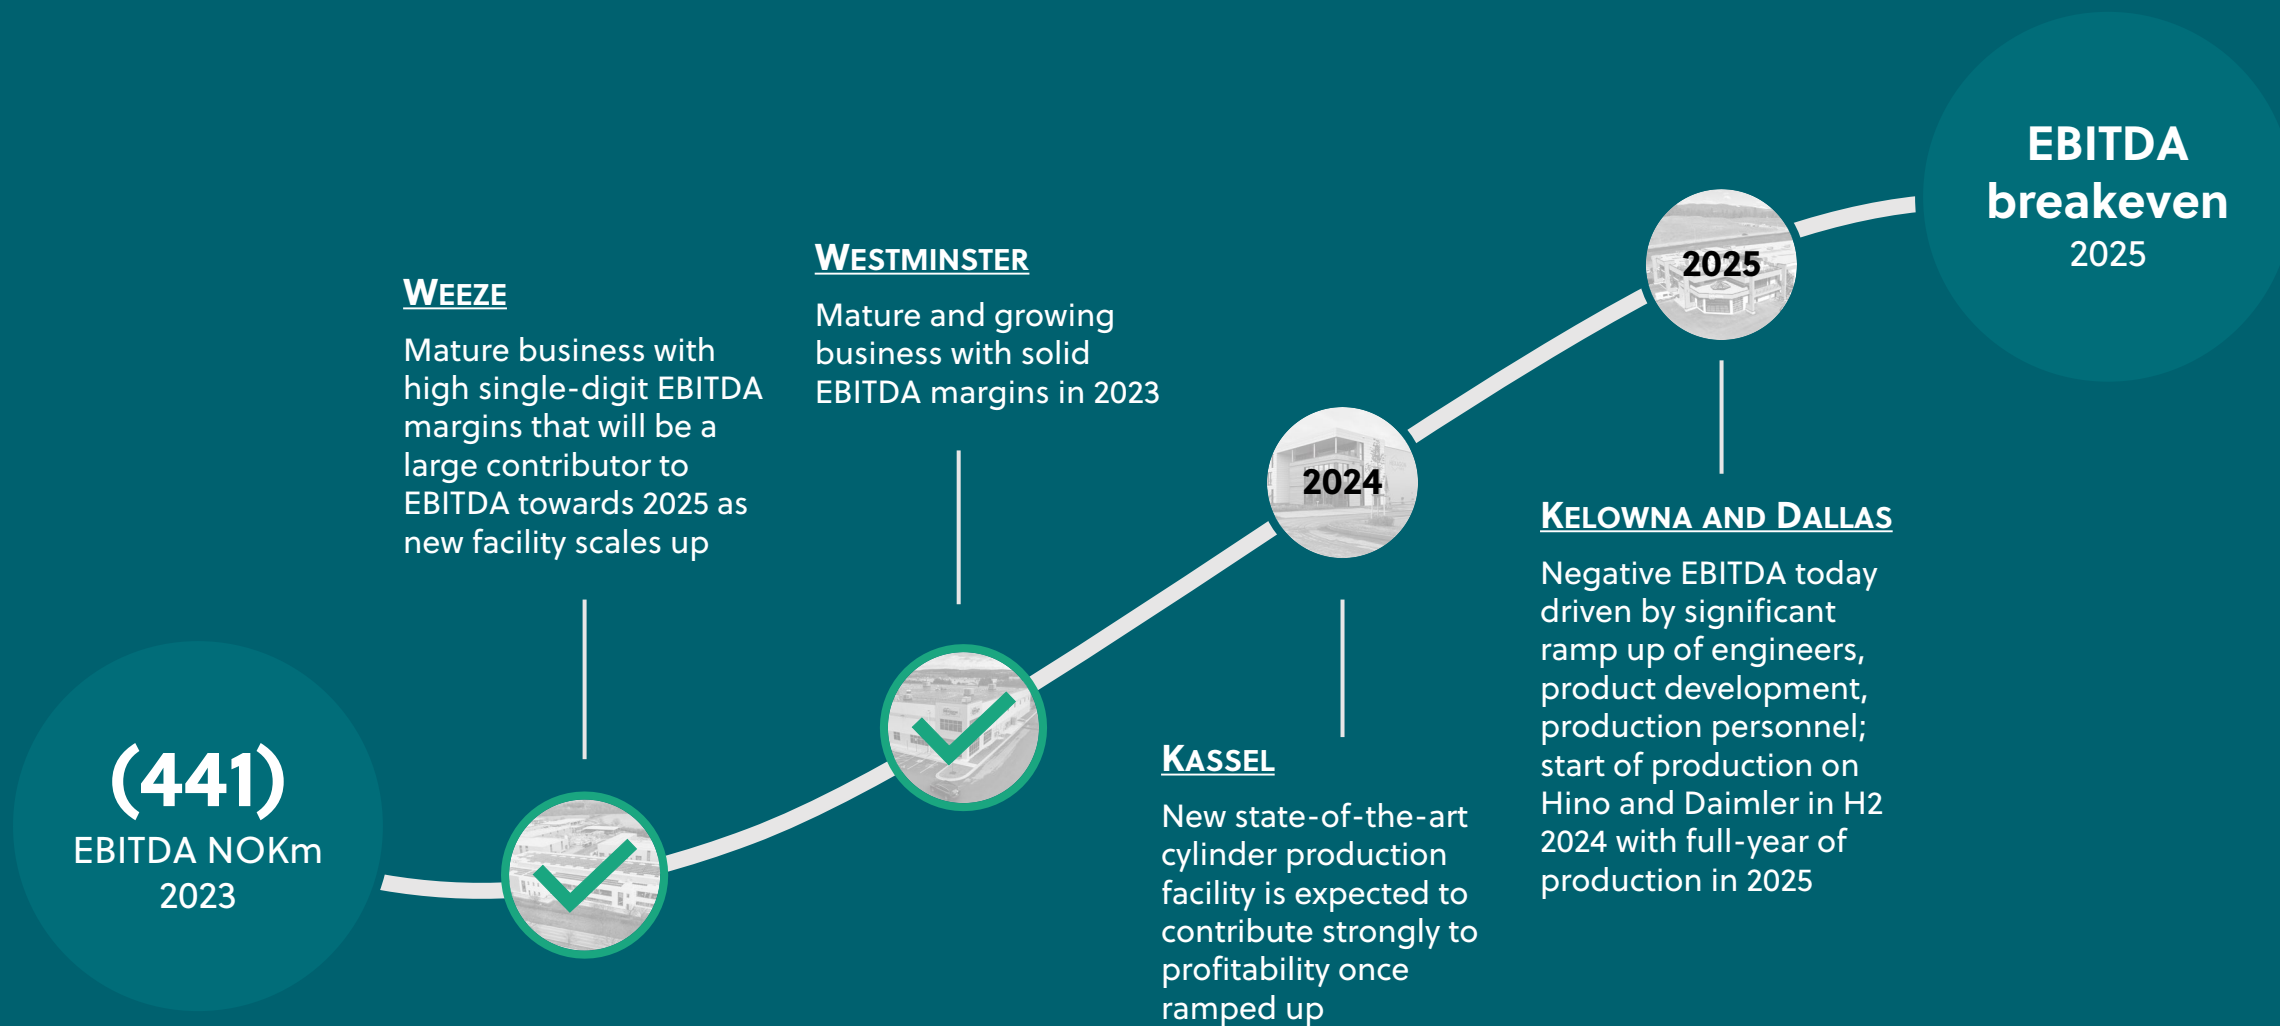 (441)
EBITDA NOKm
2023
WEEZE
Mature business with
high single-digit EBITDA
margins that will be a
large contributor to
EBITDA towards 2025 as
new facility scales up
WESTMINSTER
Mature and growing
business with solid
EBITDA margins in 2023
2024
KASSEL
New state-of-the-art
cylinder production
facility is expected to
contribute strongly to
profitability once
ramped up
2025
KELOWNA AND DALLAS
Negative EBITDA today
driven by significant
ramp up of engineers,
product development,
production personnel;
start of production on
Hino and Daimler in H2
2024 with full-year of
production in 2025
EBITDA
breakeven
2025